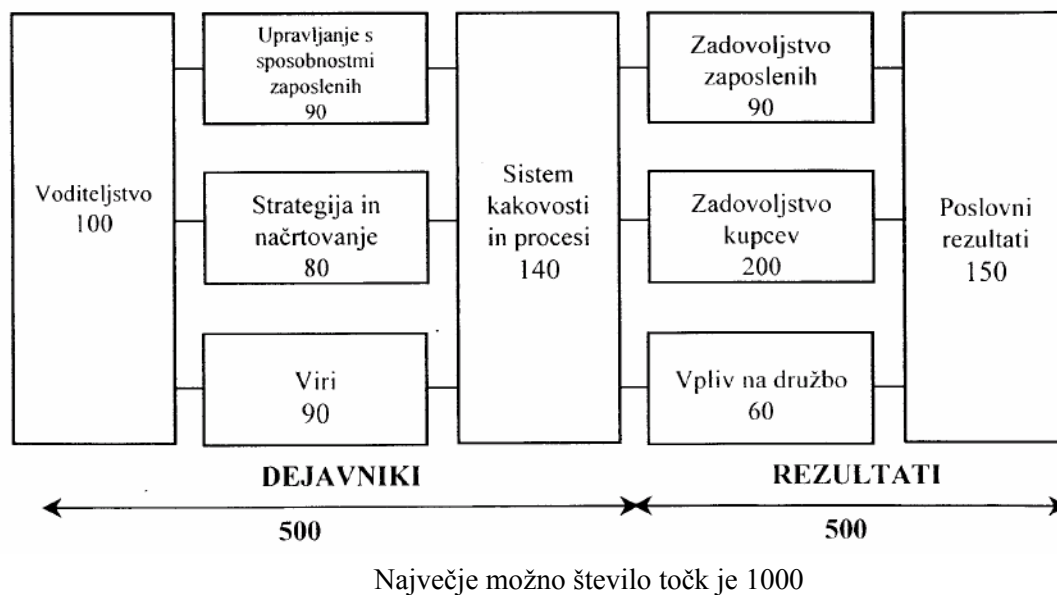 Voditeljstvo
100
Upravljanje s
sposobnostmi
zaposlenih
90
Strategija in
načrtovanje
80
Viri
90
Sistem
kakovosti
in procesi
140
Zadovoljstvo
zaposlenih
90
Zadovoljstvo
kupcev
200
Vpliv na družbo
60
Poslovni
rezultati
150
DEJAVNIKI
REZULTATI
500
500
Največje možno število točk je 1000